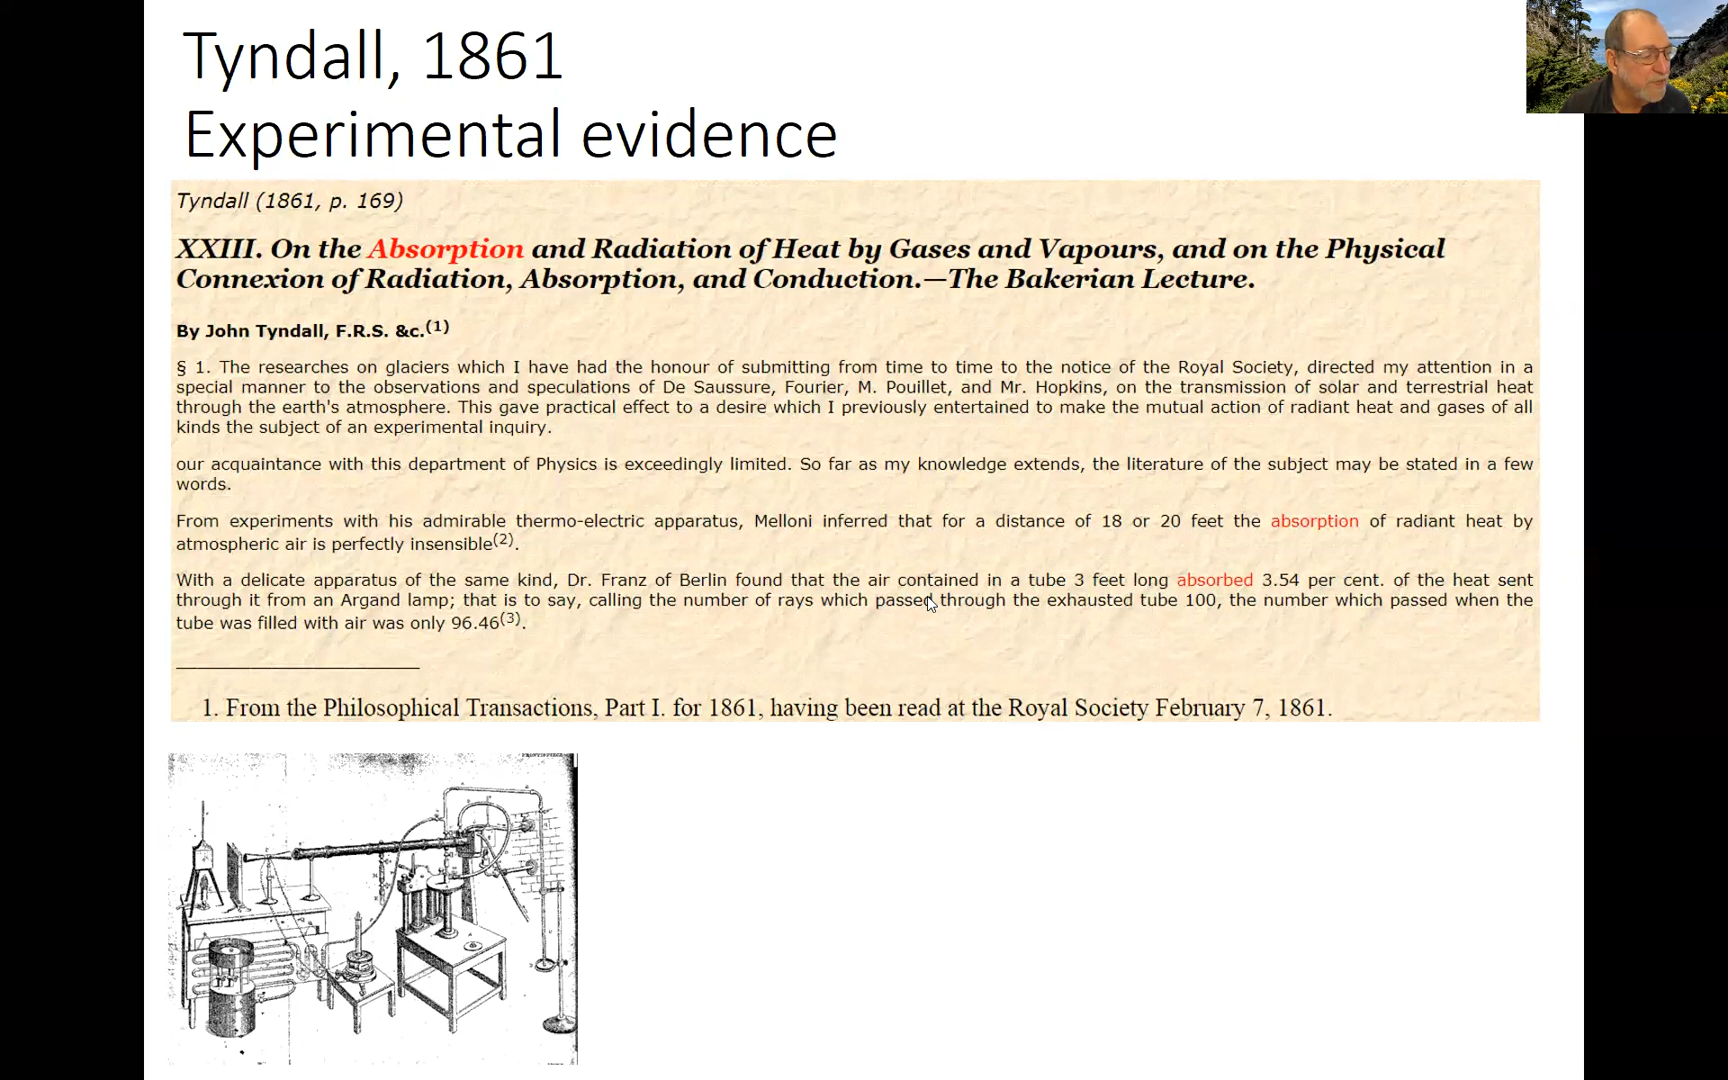 Tyndall, 1861
Experimental evidence
Tyndall (1861, p. 169)
XXIII. On the Absorption and Radiation of Heat by Gases and Vapours, and on the Physical
Connexion of Radiation, Absorption, and Conduction.—The Bakerian Lecture.
By John Tyndall, F.R.S. &c.(1)
§ 1. The researches on glaciers which I have had the honour of submitting from time to time to the notice of the Royal Society, directed my attention in a
special manner to the observations and speculations of De Saussure, Fourier, M. Pouillet, and Mr. Hopkins, on the transmission of solar and terrestrial heat
through the earth's atmosphere. This gave practical effect to a desire which I previously entertained to make the mutual action of radiant heat and gases of all
kinds the subject of an experimental inquiry.
our acquaintance with this department of Physics is exceedingly limited. So far as my knowledge extends, the literature of the subject may be stated in a few
words.
From experiments with his admirable thermo-electric apparatus, Melloni inferred that for a distance of 18 or 20 feet the absorption of radiant heat by
atmospheric air is perfectly insensible(2).
With a delicate apparatus of the same kind, Dr. Franz of Berlin found that the air contained in a tube 3 feet long absorbed 3.54 per cent. of the heat sent
through it from an Argand lamp; that is to say, calling the number of rays which passed through the exhausted tube 100, the number which passed when the
tube was filled with air was only 96.46(3).
1. From the Philosophical Transactions, Part I. for 1861, having been read at the Royal Society February 7, 1861.